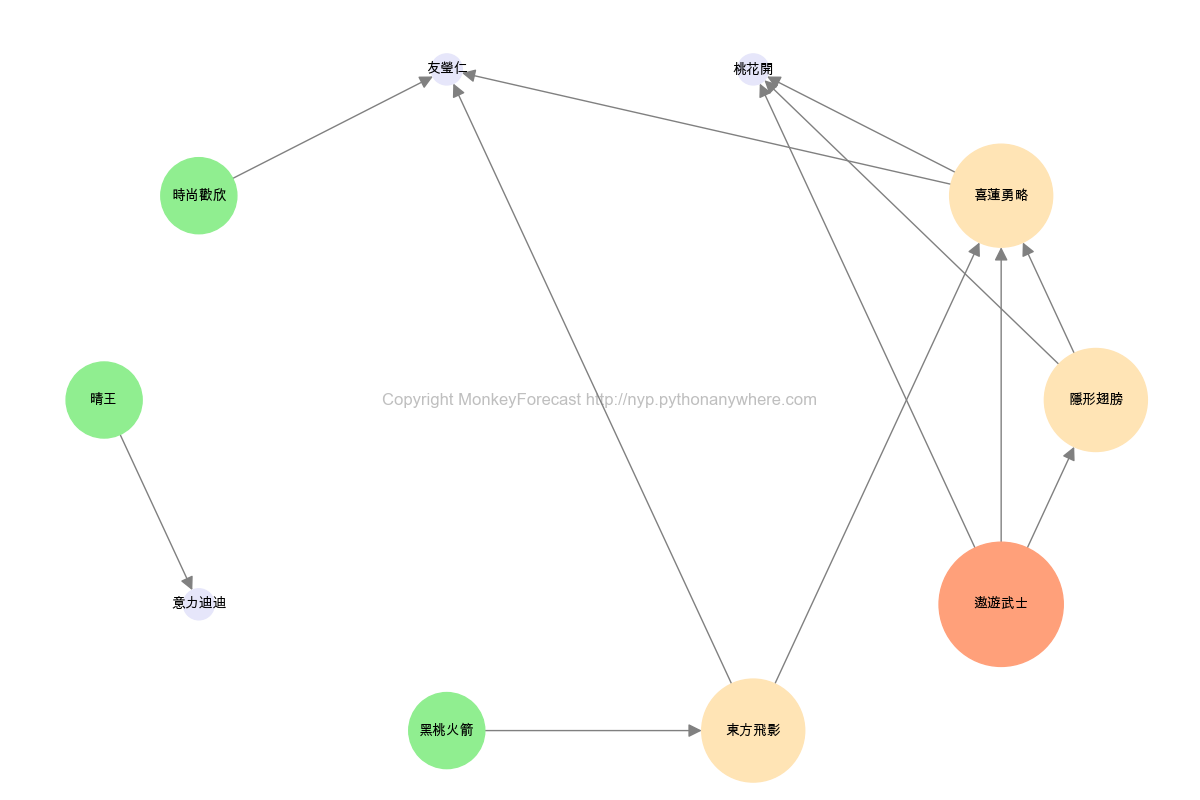 友瑩仁
桃花開
時尚歡欣
喜蓮勇略
晴王
Copyright MonkeyForecast http://nyp.pythonanywhere.com
隱形翅膀
意力迪迪
遨遊武士
黑桃火箭
東方飛影